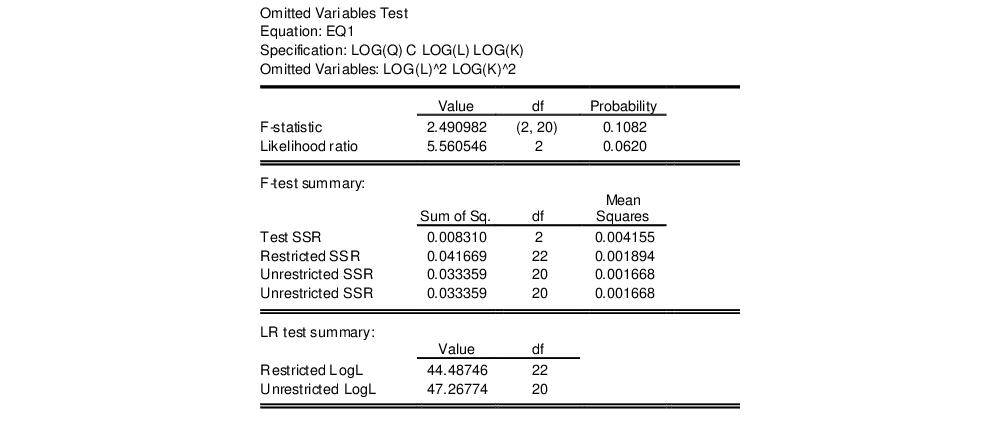 Omitted Variables Test
Equation: EQ1
Specification: LOG(Q) C LOG(L) LOG(K)
Omitted Variables: LOG(L)^2 LOG(K)^2
Value df Probability
F-statistic 2.490982 (2, 20) 0.1082
Likelihood ratio 5.560546 2 0.0620
F-test summary:
Mean
Sum of Sq. df Squares
Test SSR 0.008310 2 0.004155
Restricted SSR 0.041669 22 0.001894
Unrestricted SSR 0.033359 20 0.001668
Unrestricted SSR 0.033359 20 0.001668
LR test summary:
Value df
Restricted LogL 44.48746 22
Unrestricted LogL 47.26774 20